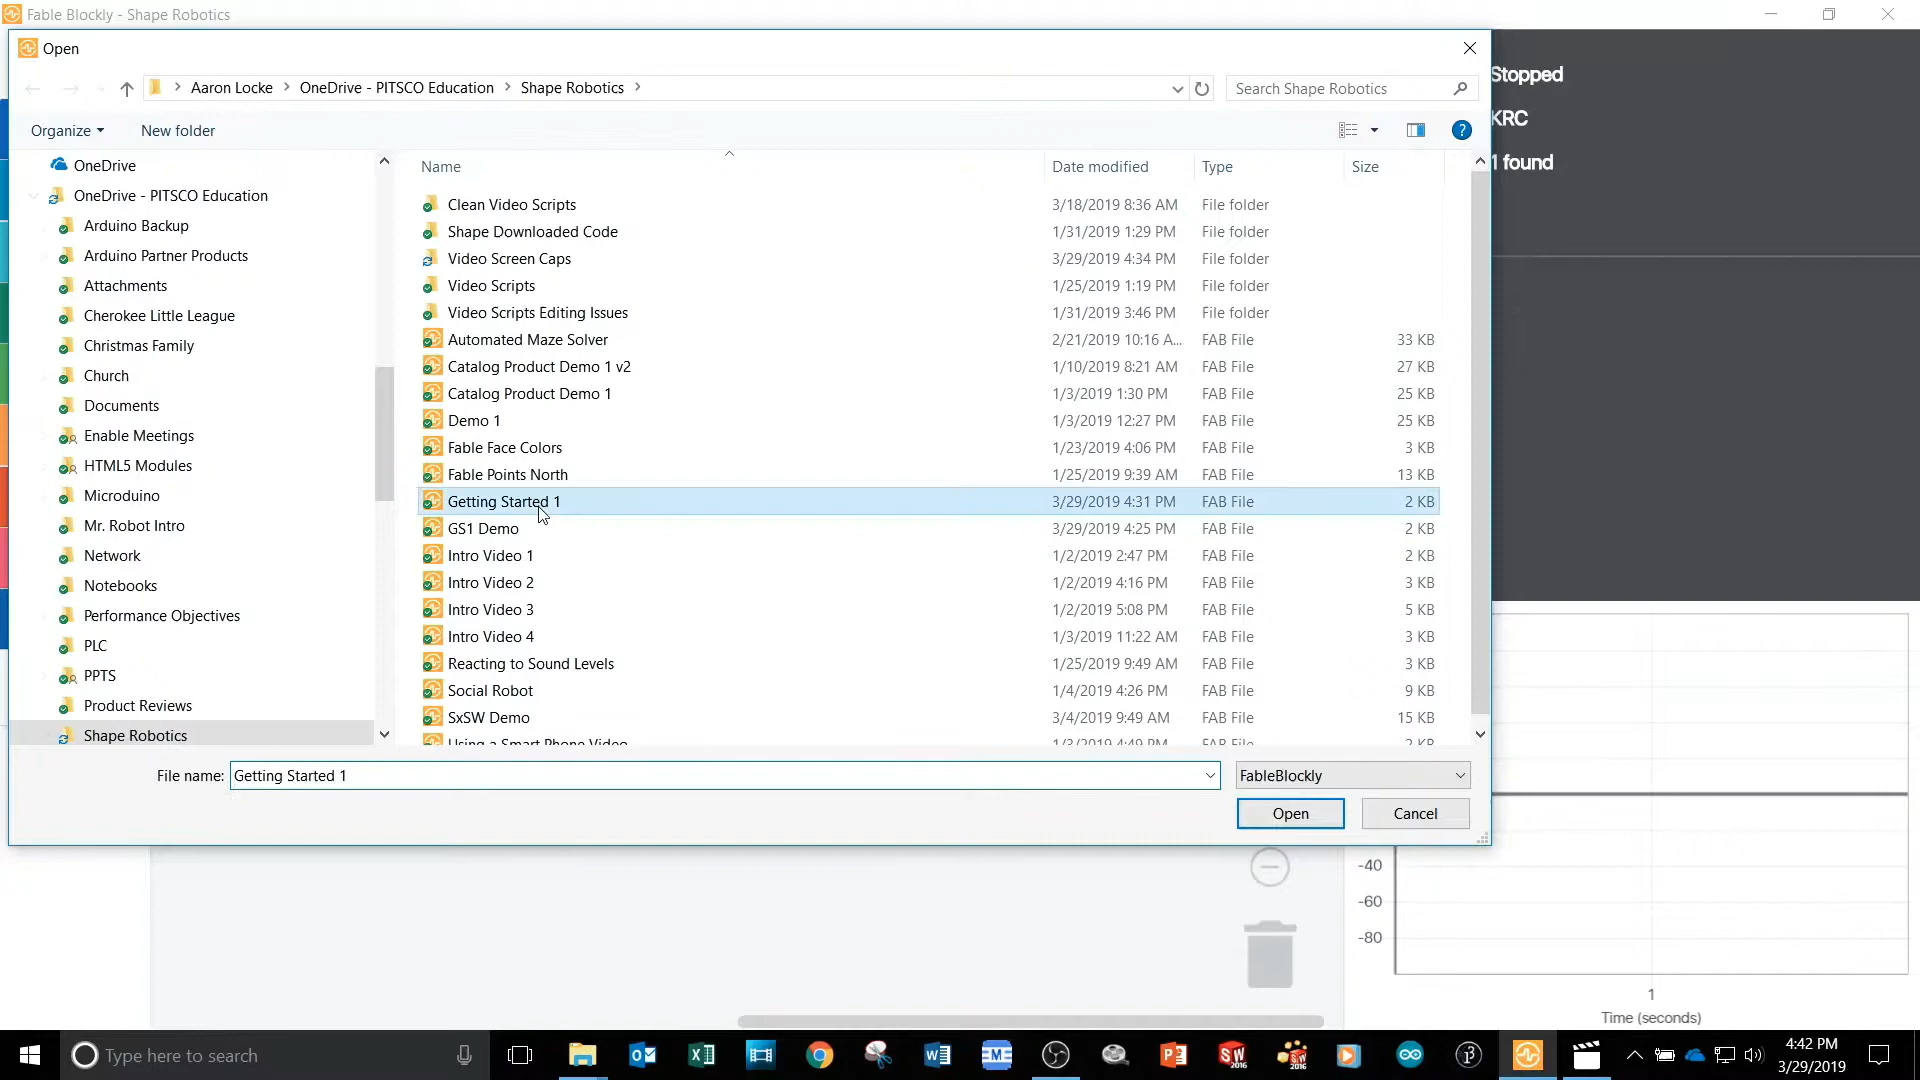 Fable Blockly - Shape Robotics
Open
Aaron Locke > OneDrive - PITSCO Education > Shape Robotics >
Search Shape Robotics
Stopped
KRC
1 found
Organize
New folder
Name Date modified Type Size
OneDrive
OneDrive - PITSCO Education
Arduino Backup
Arduino Partner Products
Attachments
Cherokee Little League
Christmas Family
Church
Documents
Enable Meetings
HTML5 Modules
Microduino
Mr. Robot Intro
Network
Notebooks
Performance Objectives
PLC
PPTS
Product Reviews
Shape Robotics
Clean Video Scripts 3/18/2019 8:36 AM File folder
Shape Downloaded Code 1/31/2019 1:29 PM File folder
Video Screen Caps 3/29/2019 4:34 PM File folder
Video Scripts 1/25/2019 1:19 PM File folder
Video Scripts Editing Issues 1/31/2019 3:46 PM File folder
Automated Maze Solver 2/21/2019 10:16 A... FAB File 33 KB
Catalog Product Demo 1 v2 1/10/2019 8:21 AM FAB File 27 KB
Catalog Product Demo 1 1/3/2019 1:30 PM FAB File 25 KB
Demo 1 1/3/2019 12:27 PM FAB File 25 KB
Fable Face Colors 1/23/2019 4:06 PM FAB File 3 KB
Fable Points North 1/25/2019 9:39 AM FAB File 13 KB
Getting Started 1 3/29/2019 4:31 PM FAB File 2 KB
GS1 Demo 3/29/2019 4:25 PM FAB File 2 KB
Intro Video 1 1/2/2019 2:47 PM FAB File 2 KB
Intro Video 2 1/2/2019 4:16 PM FAB File 3 KB
Intro Video 3 1/2/2019 5:08 PM FAB File 5 KB
Intro Video 4 1/3/2019 11:22 AM FAB File 3 KB
Reacting to Sound Levels 1/25/2019 9:49 AM FAB File 3 KB
Social Robot 1/4/2019 4:26 PM FAB File 9 KB
SxSW Demo 3/4/2019 9:49 AM FAB File 15 KB
Using a Smart Phone Video 1/3/2019 4:49 PM FAB File 2 KB
File name: Getting Started 1
FableBlockly
Open
Cancel
-40
-60
-80
1
Time (seconds)
Type here to search
4:42 PM
3/29/2019